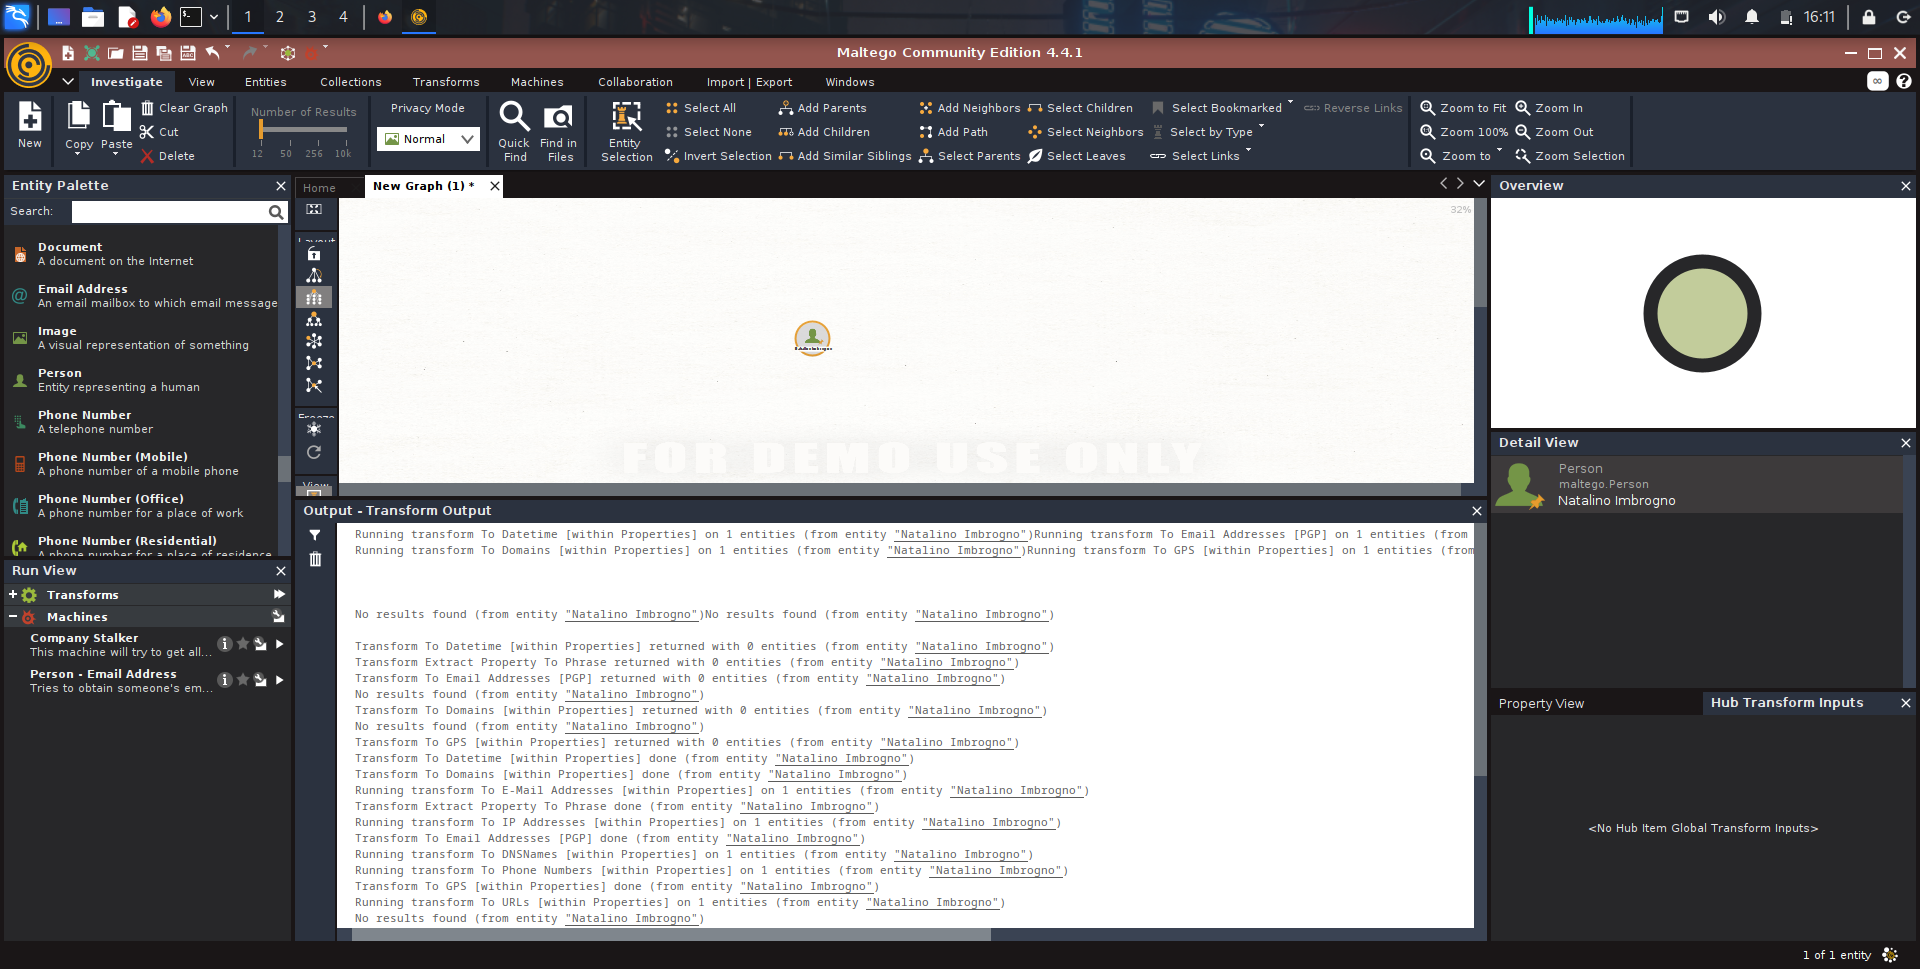 1 2 3 4
16:11
Maltego Community Edition 4.4.1
Investigate View Entities Collections Transforms Machines Collaboration Import | Export Windows
New
Copy
Paste
Clear Graph
Cut
Delete
Number of Results
12 50 256 10k
Privacy Mode
Normal
Quick Find
Find in Files
Entity Selection
Select All
Select None
Invert Selection
Add Parents
Add Children
Add Similar Siblings
Add Neighbors
Add Path
Select Parents
Select Children
Select Neighbors
Select Leaves
Select Bookmarked
Select by Type
Select Links
Reverse Links
Zoom to Fit
Zoom 100%
Zoom to
Zoom In
Zoom Out
Zoom Selection
Entity Palette
Search:
Document
A document on the Internet
Email Address
An email mailbox to which email message
Image
A visual representation of something
Person
Entity representing a human
Phone Number
A telephone number
Phone Number (Mobile)
A phone number of a mobile phone
Phone Number (Office)
A phone number for a place of work
Phone Number (Residential)
A phone number for a place of residence
Run View
Transforms
Machines
Company Stalker
This machine will try to get all...
Person - Email Address
Tries to obtain someone's em...
Home
New Graph (1) *
Layout
Freeze
View
32%
Natalino Imbrogno
FOR DEMO USE ONLY
Output - Transform Output
Running transform To Datetime [within Properties] on 1 entities (from entity "Natalino Imbrogno")Running transform To Email Addresses [PGP] on 1 entities (from
Running transform To Domains [within Properties] on 1 entities (from entity "Natalino Imbrogno")Running transform To GPS [within Properties] on 1 entities (from
No results found (from entity "Natalino Imbrogno")No results found (from entity "Natalino Imbrogno")
Transform To Datetime [within Properties] returned with 0 entities (from entity "Natalino Imbrogno")
Transform Extract Property To Phrase returned with 0 entities (from entity "Natalino Imbrogno")
Transform To Email Addresses [PGP] returned with 0 entities (from entity "Natalino Imbrogno")
No results found (from entity "Natalino Imbrogno")
Transform To Domains [within Properties] returned with 0 entities (from entity "Natalino Imbrogno")
No results found (from entity "Natalino Imbrogno")
Transform To GPS [within Properties] returned with 0 entities (from entity "Natalino Imbrogno")
Transform To Datetime [within Properties] done (from entity "Natalino Imbrogno")
Transform To Domains [within Properties] done (from entity "Natalino Imbrogno")
Running transform To E-Mail Addresses [within Properties] on 1 entities (from entity "Natalino Imbrogno")
Transform Extract Property To Phrase done (from entity "Natalino Imbrogno")
Running transform To IP Addresses [within Properties] on 1 entities (from entity "Natalino Imbrogno")
Transform To Email Addresses [PGP] done (from entity "Natalino Imbrogno")
Running transform To DNSNames [within Properties] on 1 entities (from entity "Natalino Imbrogno")
Running transform To Phone Numbers [within Properties] on 1 entities (from entity "Natalino Imbrogno")
Transform To GPS [within Properties] done (from entity "Natalino Imbrogno")
Running transform To URLs [within Properties] on 1 entities (from entity "Natalino Imbrogno")
No results found (from entity "Natalino Imbrogno")
Overview
Detail View
Person
maltego.Person
Natalino Imbrogno
Property View
Hub Transform Inputs
<No Hub Item Global Transform Inputs>
1 of 1 entity